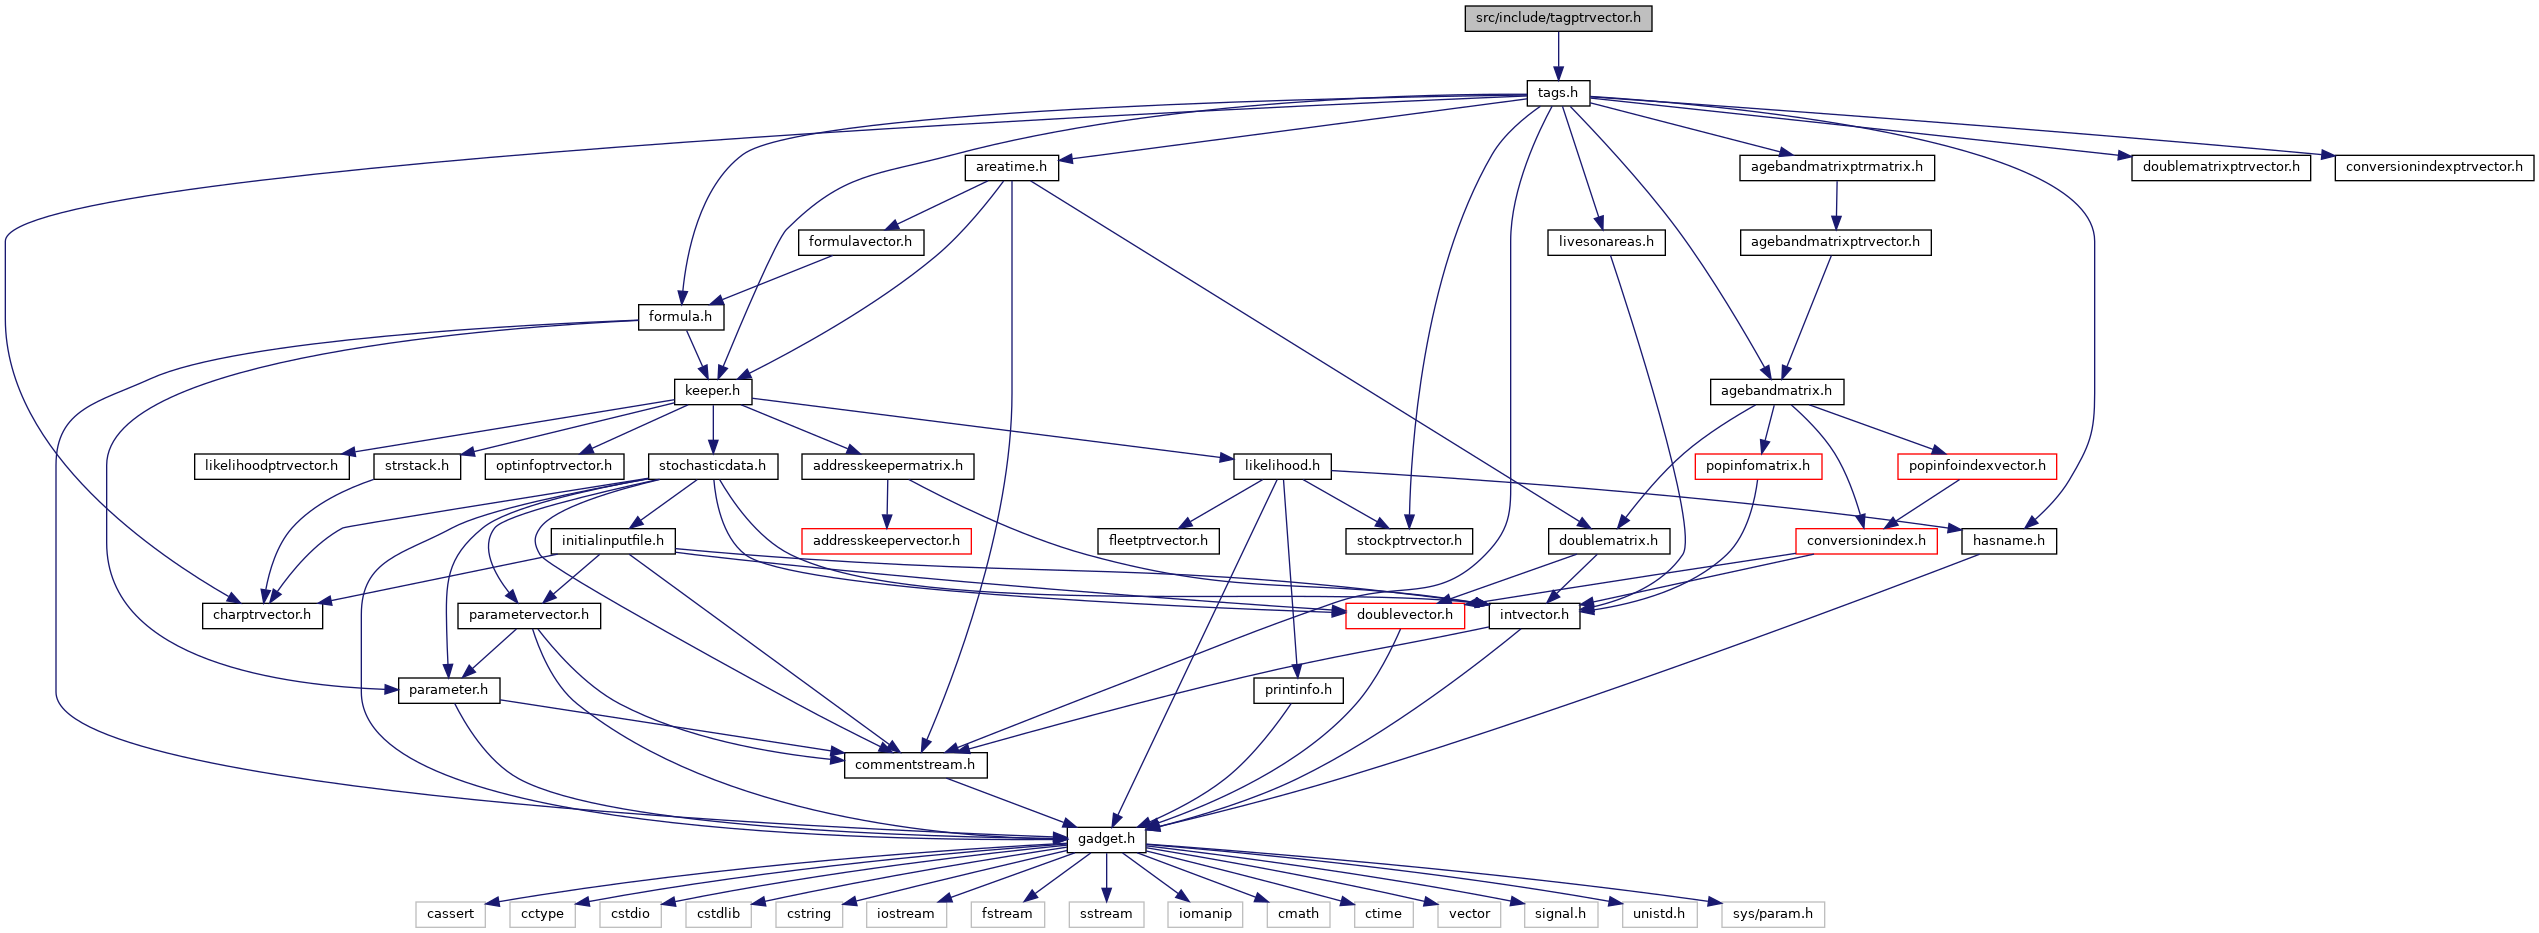 src/include/tagptrvector.h
tags.h
areatime.h
agebandmatrixptrmatrix.h
doublematrixptrvector.h
conversionindexptrvector.h
formulavector.h
livesonareas.h
agebandmatrixptrvector.h
formula.h
keeper.h
agebandmatrix.h
likelihoodptrvector.h
strstack.h
optinfoptrvector.h
stochasticdata.h
addresskeepermatrix.h
likelihood.h
popinfomatrix.h
popinfoindexvector.h
initialinputfile.h
addresskeepervector.h
fleetptrvector.h
stockptrvector.h
doublematrix.h
conversionindex.h
hasname.h
charptrvector.h
parametervector.h
doublevector.h
intvector.h
parameter.h
printinfo.h
commentstream.h
gadget.h
cassert
cctype
cstdio
cstdlib
cstring
iostream
fstream
sstream
iomanip
cmath
ctime
vector
signal.h
unistd.h
sys/param.h